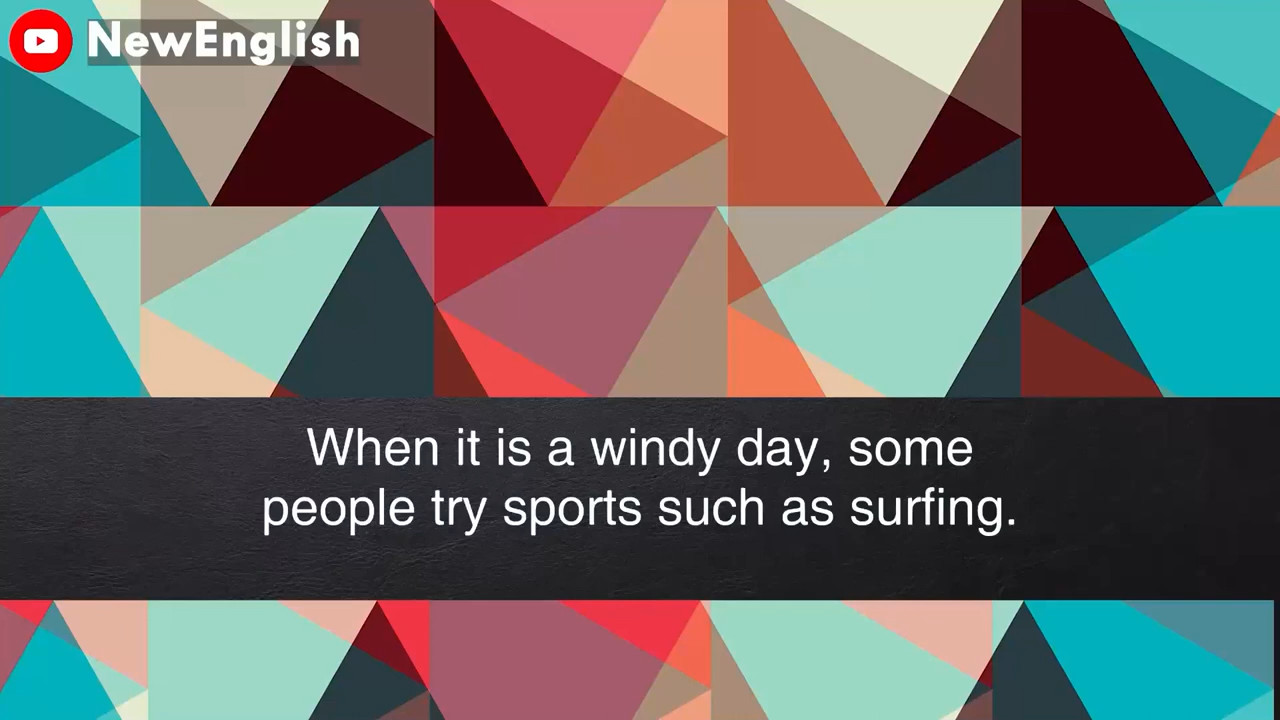 NewEnglish
When it is a windy day, some
people try sports such as surfing.